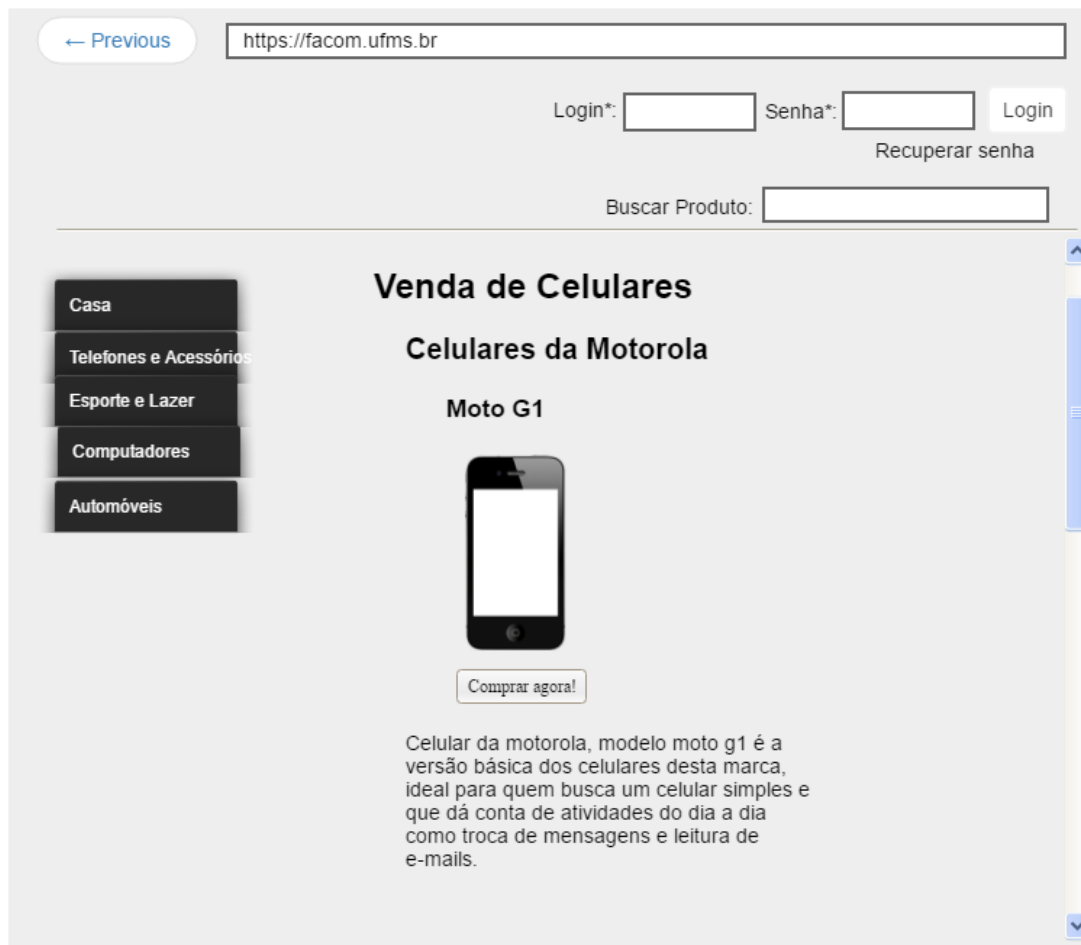 ← Previous
https://facom.ufms.br
Login*:
Senha*:
Login
Recuperar senha
Buscar Produto:
Casa
Telefones e Acessórios
Esporte e Lazer
Computadores
Automóveis
Venda de Celulares
Celulares da Motorola
Moto G1
Comprar agora!
Celular da motorola, modelo moto g1 é a
versão básica dos celulares desta marca,
ideal para quem busca um celular simples e
que dá conta de atividades do dia a dia
como troca de mensagens e leitura de
e-mails.